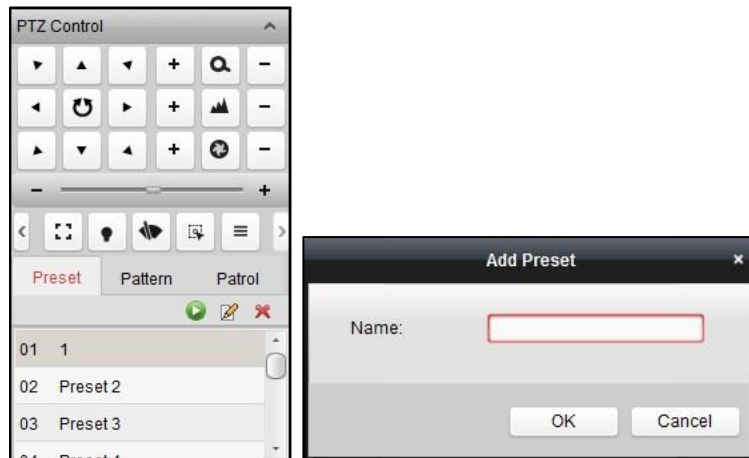 PTZ Control
Preset Pattern Patrol
01 1
02 Preset 2
03 Preset 3
Add Preset
Name:
OK Cancel